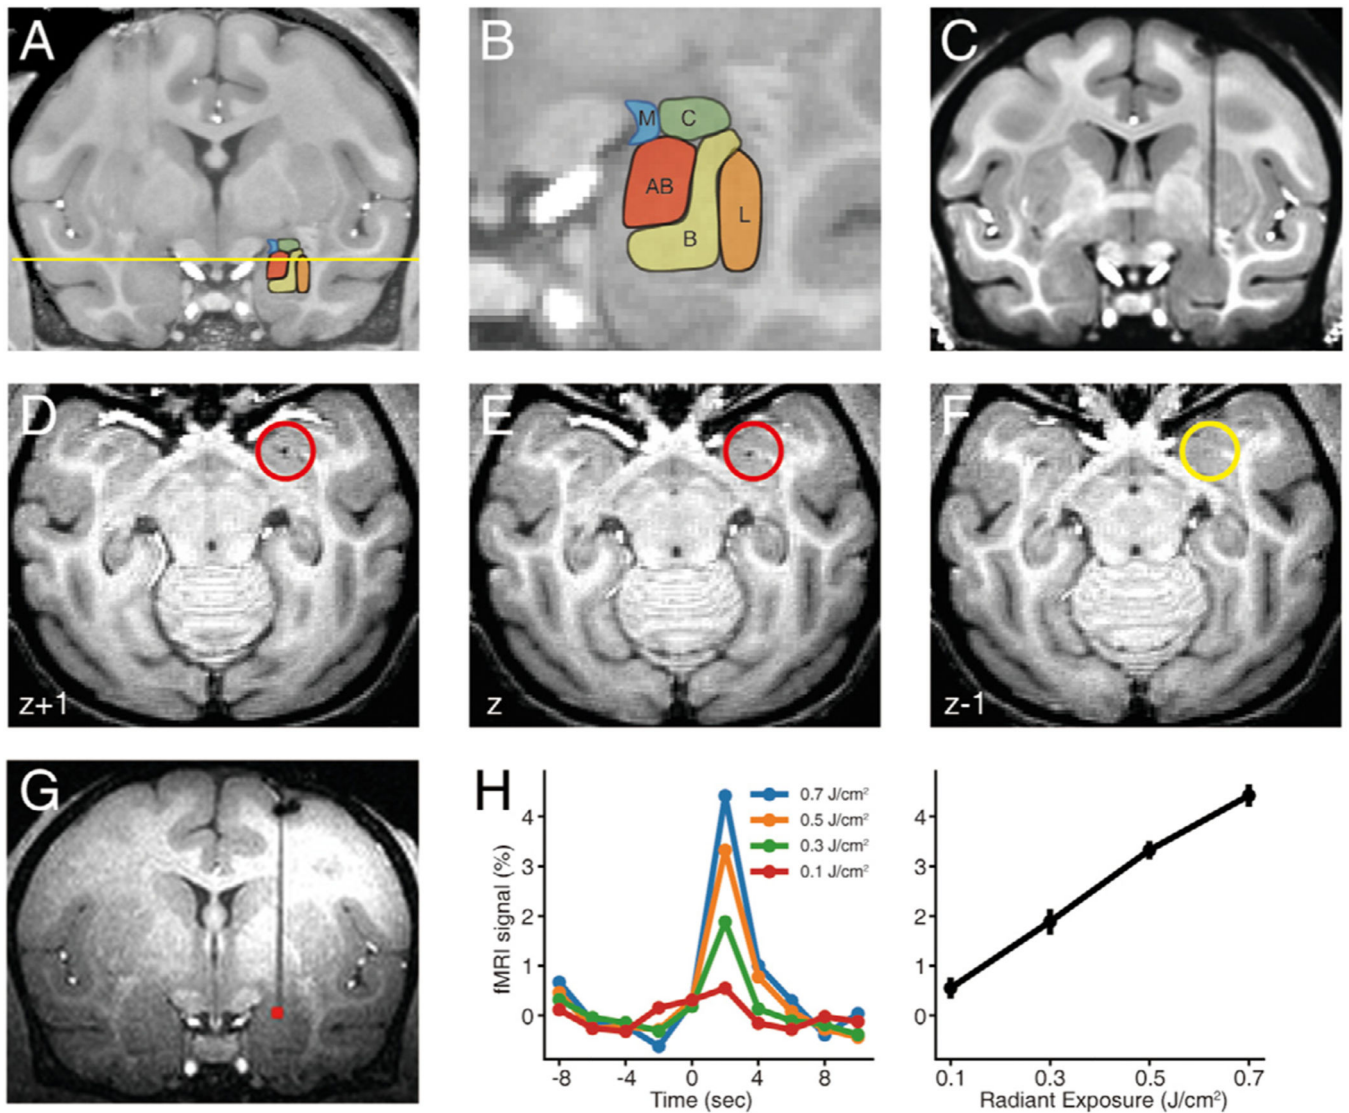 A
B
C
M
C
AB
B
L
D
z+1
E
z
F
z-1
G
H
fMRI signal (%)
4
3
2
1
0
-8
-4
0
4
8
Time (sec)
0.7 J/cm²
0.5 J/cm²
0.3 J/cm²
0.1 J/cm²
4
3
2
1
0
0.1
0.3
0.5
0.7
Radiant Exposure (J/cm²)